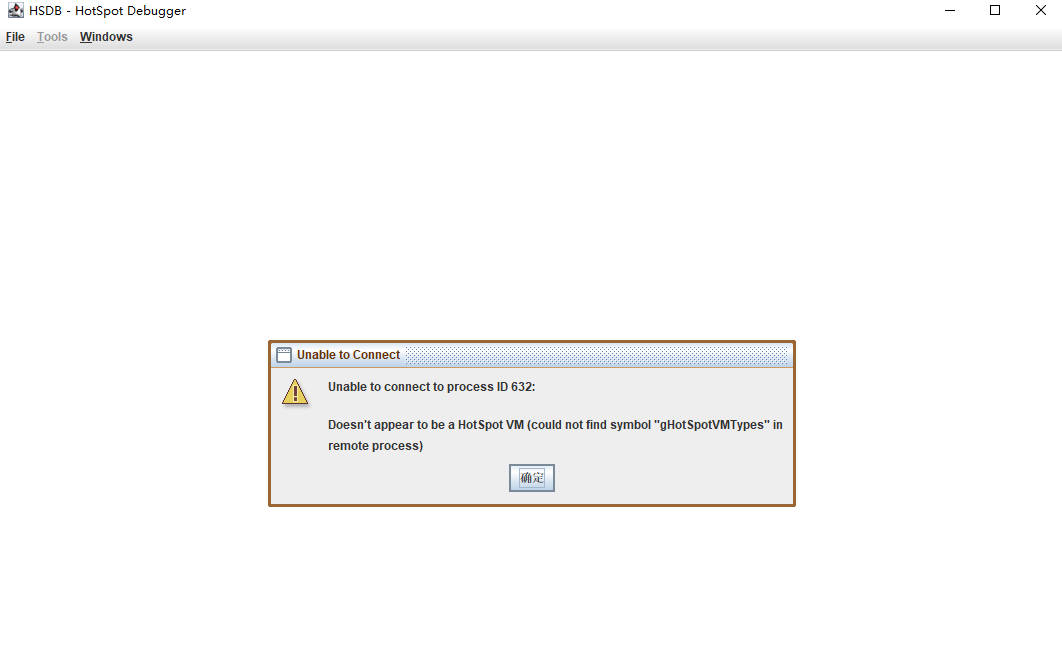 HSDB - HotSpot Debugger
File Tools Windows
Unable to Connect
Unable to connect to process ID 632:
Doesn't appear to be a HotSpot VM (could not find symbol "gHotSpotVMTypes" in
remote process)
确定